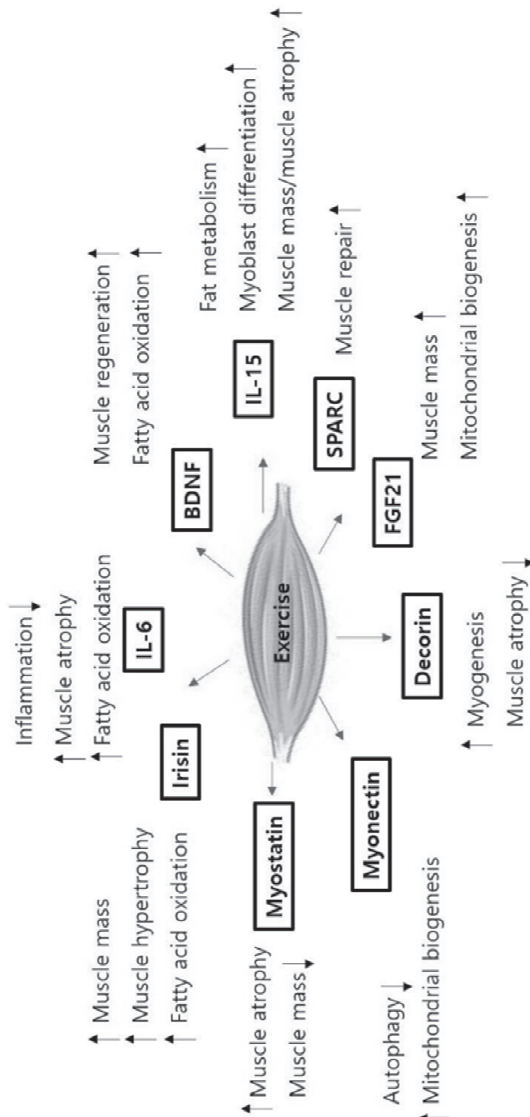 Inflammation ↓
↑ Muscle atrophy
↑ Fatty acid oxidation
IL-6
Muscle regeneration ↑
Fatty acid oxidation ↑
BDNF
Fat metabolism ↑
Myoblast differentiation ↑
Muscle mass/muscle atrophy ↑
IL-15
Muscle repair ↑
SPARC
Muscle mass ↑
Mitochondrial biogenesis ↑
FGF21
Decorin
↑ Myogenesis
Muscle atrophy ↓
Myonectin
Autophagy ↓
↑ Mitochondrial biogenesis
Myostatin
↑ Muscle atrophy
Muscle mass ↓
Irisin
↑ Muscle mass
↑ Muscle hypertrophy
↑ Fatty acid oxidation
Exercise